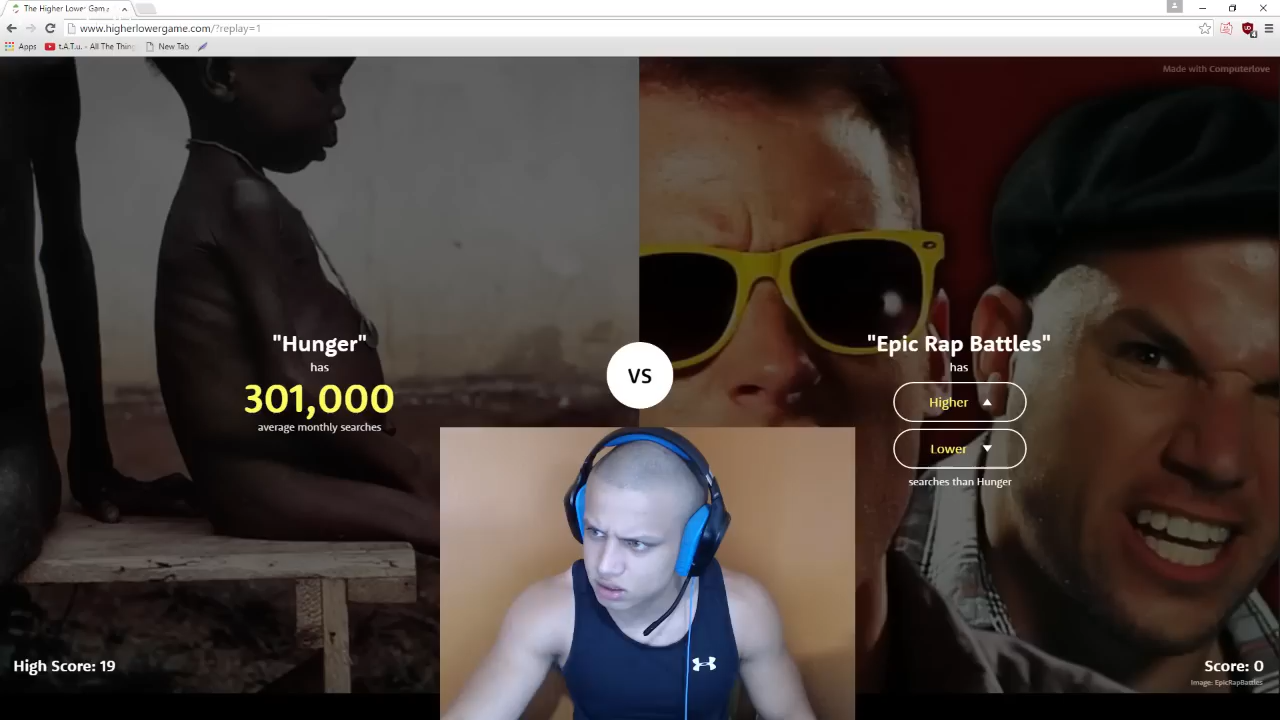 The Higher Lower Gam
www.higherlowergame.com/?replay=1
Apps
t.A.T.u. - All The Thing
New Tab
Made with Computerlove
"Hunger"
has
301,000
average monthly searches
VS
"Epic Rap Battles"
has
Higher
Lower
searches than Hunger
High Score: 19
Score: 0
Image: EpicRapBattles